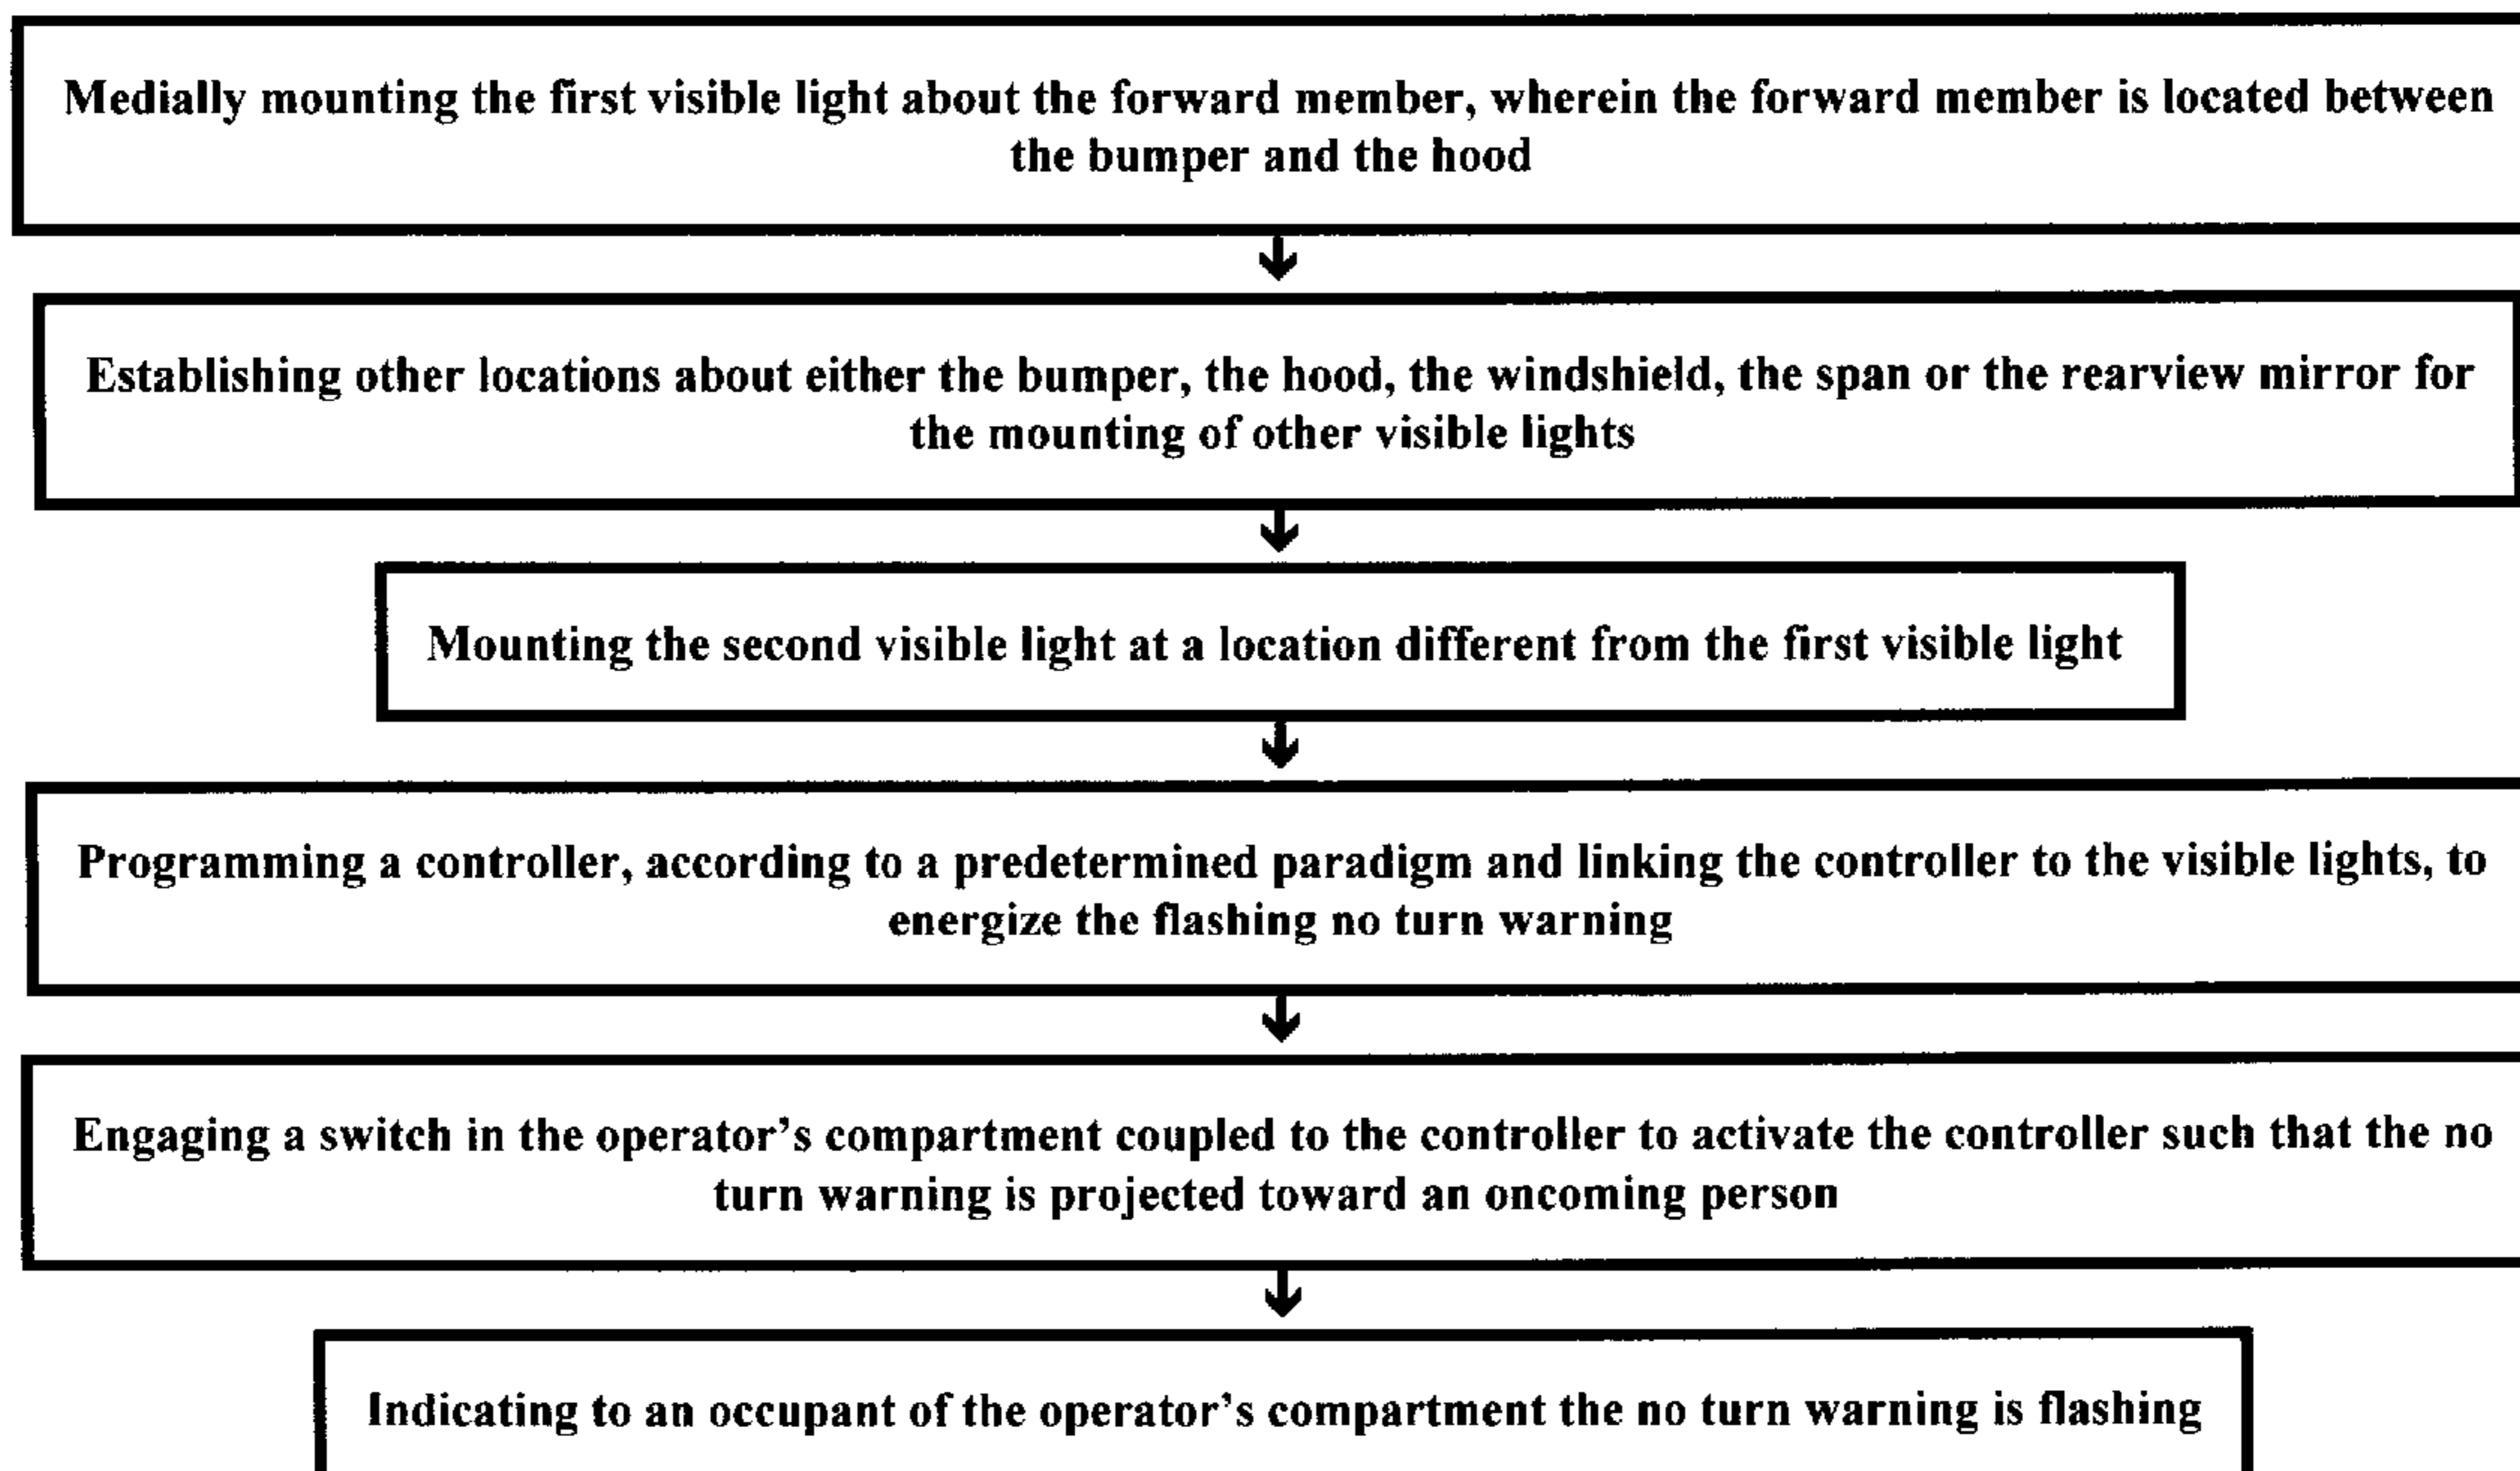 Medially mounting the first visible light about the forward member, wherein the forward member is located between
the bumper and the hood
Establishing other locations about either the bumper, the hood, the windshield, the span or the rearview mirror for
the mounting of other visible lights
Mounting the second visible light at a location different from the first visible light
Programming a controller, according to a predetermined paradigm and linking the controller to the visible lights, to
energize the flashing no turn warning
Engaging a switch in the operator’s compartment coupled to the controller to activate the controller such that the no
turn warning is projected toward an oncoming person
Indicating to an occupant of the operator’s compartment the no turn warning is flashing